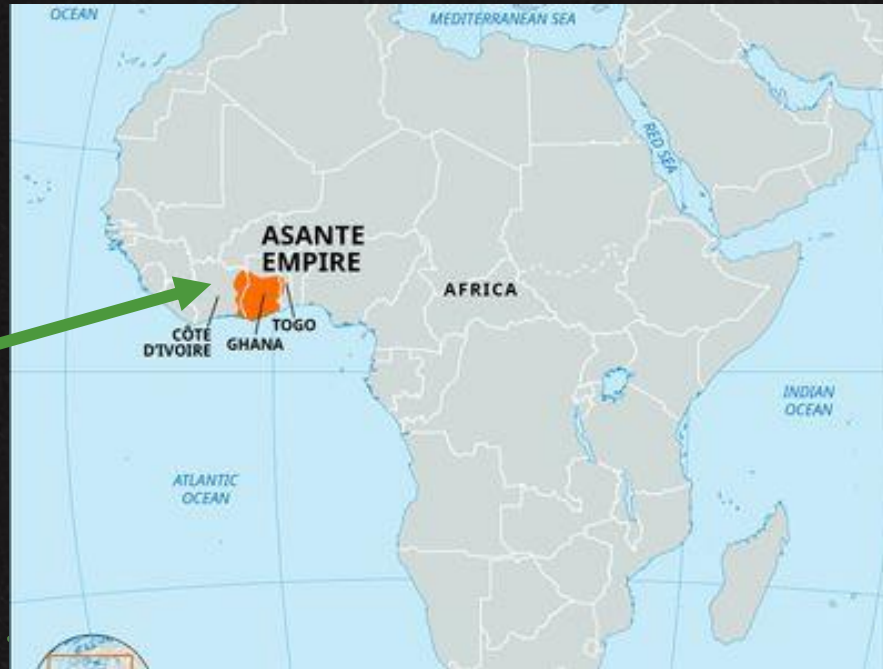 OCEAN
MEDITERRANEAN SEA
RED SEA
ASANTE
EMPIRE
AFRICA
CÔTE
D'IVOIRE
GHANA
TOGO
INDIAN
OCEAN
ATLANTIC
OCEAN